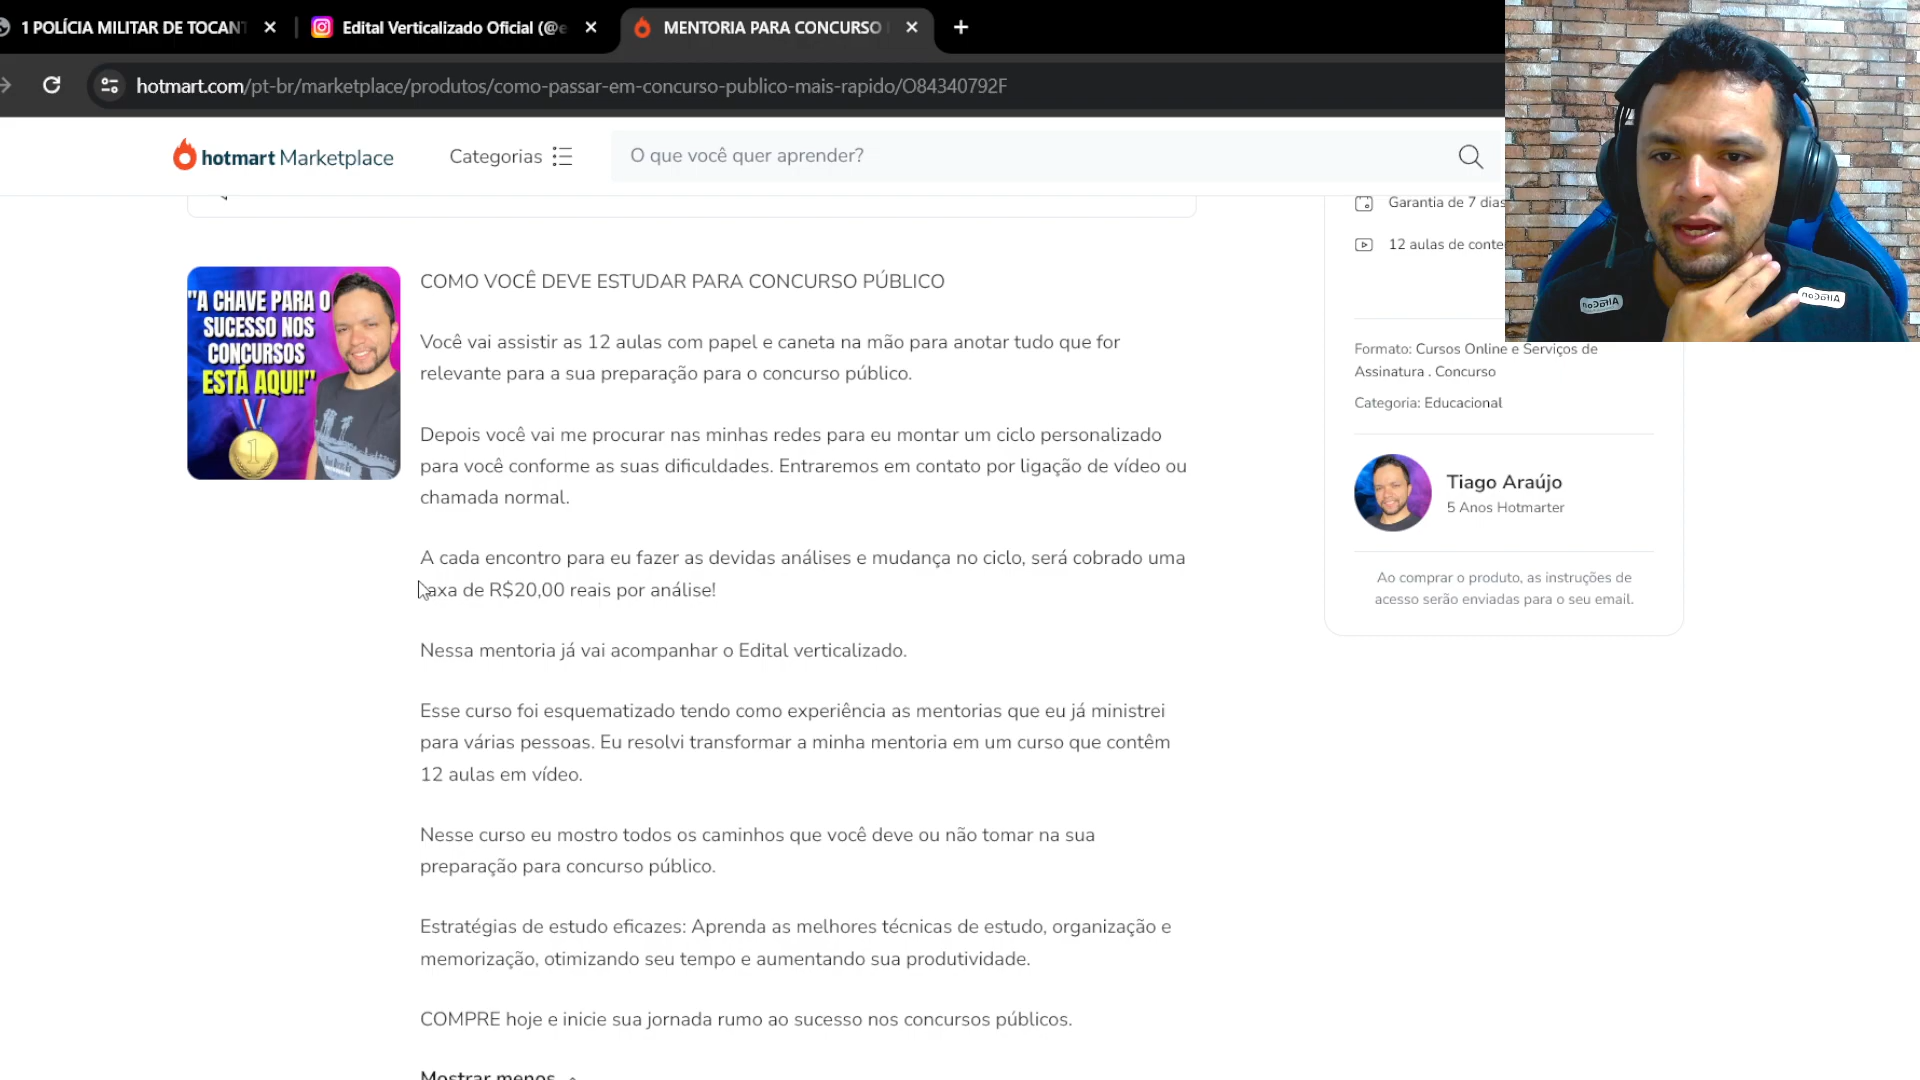 1 POLÍCIA MILITAR DE TOCANT
Edital Verticalizado Oficial (@e
MENTORIA PARA CONCURSO
hotmart.com/pt-br/marketplace/produtos/como-passar-em-concurso-publico-mais-rapido/O84340792F
hotmart Marketplace
Categorias
O que você quer aprender?
Garantia de 7 dias
12 aulas de conte
"A CHAVE PARA O
SUCESSO NOS
CONCURSOS
ESTÁ AQUI!"
1
COMO VOCÊ DEVE ESTUDAR PARA CONCURSO PÚBLICO
Você vai assistir as 12 aulas com papel e caneta na mão para anotar tudo que for
relevante para a sua preparação para o concurso público.
Depois você vai me procurar nas minhas redes para eu montar um ciclo personalizado
para você conforme as suas dificuldades. Entraremos em contato por ligação de vídeo ou
chamada normal.
A cada encontro para eu fazer as devidas análises e mudança no ciclo, será cobrado uma
taxa de R$20,00 reais por análise!
Nessa mentoria já vai acompanhar o Edital verticalizado.
Esse curso foi esquematizado tendo como experiência as mentorias que eu já ministrei
para várias pessoas. Eu resolvi transformar a minha mentoria em um curso que contêm
12 aulas em vídeo.
Nesse curso eu mostro todos os caminhos que você deve ou não tomar na sua
preparação para concurso público.
Estratégias de estudo eficazes: Aprenda as melhores técnicas de estudo, organização e
memorização, otimizando seu tempo e aumentando sua produtividade.
COMPRE hoje e inicie sua jornada rumo ao sucesso nos concursos públicos.
Mostrar menos
Formato: Cursos Online e Serviços de
Assinatura . Concurso
Categoria: Educacional
Tiago Araújo
5 Anos Hotmarter
Ao comprar o produto, as instruções de
acesso serão enviadas para o seu email.
AlfaCon
AlfaCon